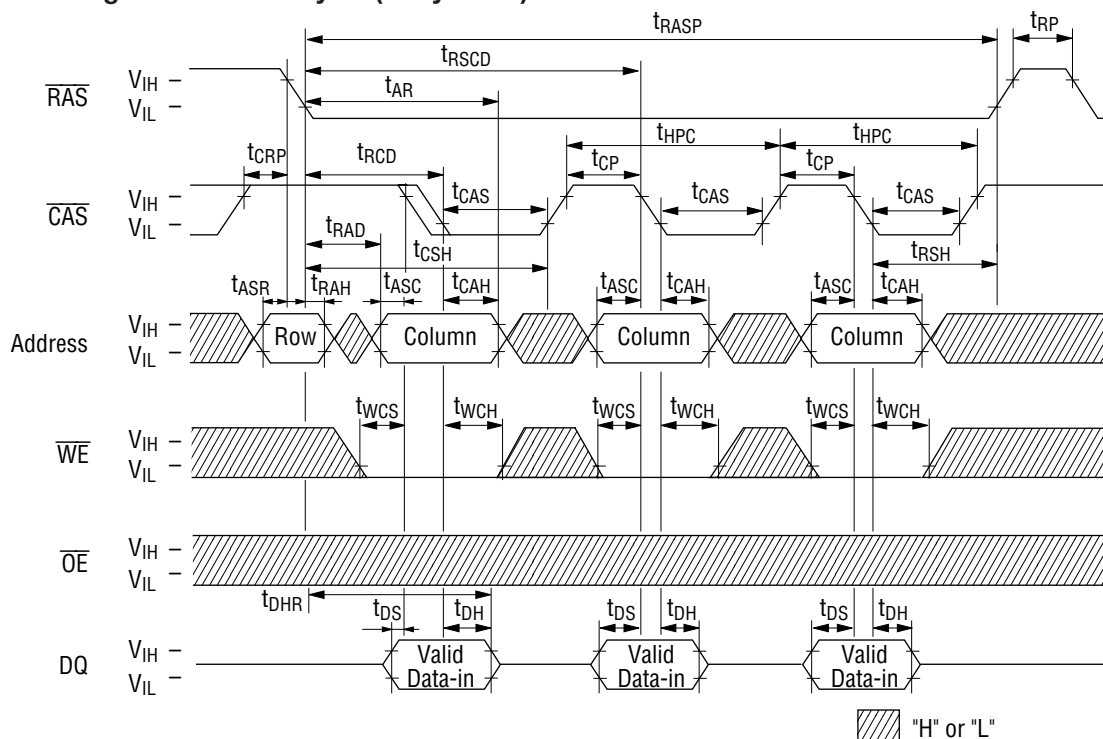 tRASP
tRP
tRSCD
tAR
RAS
VIH
VIL
tHPC
tHPC
tCRP
tRCD
tCP
tCP
tCAS
tCAS
tCAS
CAS
VIH
VIL
tRAD
tCSH
tRSH
tASR
tRAH
tASC
tCAH
tASC
tCAH
tASC
tCAH
Address
VIH
VIL
Row
Column
Column
Column
tWCS
tWCH
tWCS
tWCH
tWCS
tWCH
WE
VIH
VIL
OE
VIH
VIL
tDHR
tDS
tDH
tDS
tDH
tDS
tDH
DQ
VIH
VIL
Valid
Data-in
Valid
Data-in
Valid
Data-in
"H" or "L"